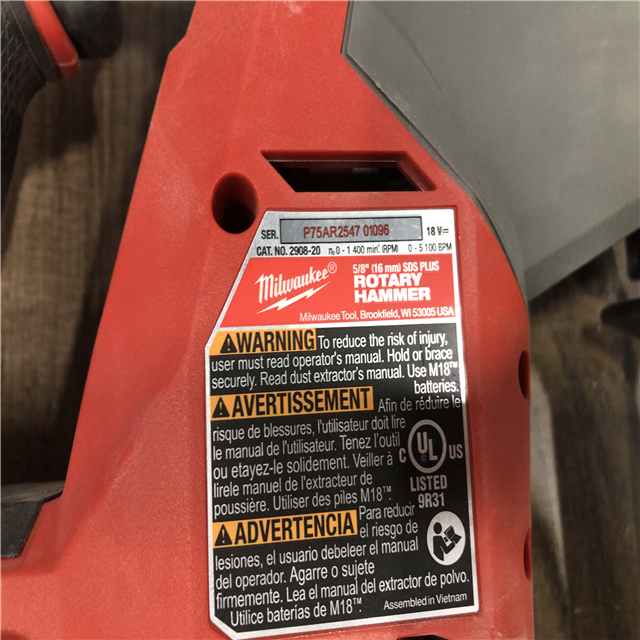 SER. P75AR2547 01096 18 V⎓
CAT. NO. 2908-20 n₀ 0 - 1 400 min⁻¹ (RPM) 0 - 5 100 BPM
Milwaukee®
5/8" (16 mm) SDS PLUS
ROTARY
HAMMER
Milwaukee Tool, Brookfield, WI 53005 USA
WARNING To reduce the risk of injury,
user must read operator's manual. Hold or brace
securely. Read dust extractor's manual. Use M18™
batteries.
AVERTISSEMENT Afin de réduire le
risque de blessures, l'utilisateur doit lire
le manual de l'utilisateur. Tenez l'outil
ou etayez-le solidement. Veiller à
lirele manuel de l'extracteur de
poussière. Utilizer des piles M18™.
C UL US
LISTED
9R31
ADVERTENCIA Para reducir
el riesgo de
lesiones, el usuario debeleer el manual
del operador. Agarre o sujete
firmemente. Lea el manual del extractor de polvo.
Utilice baterías de M18™.
Assembled in Vietnam